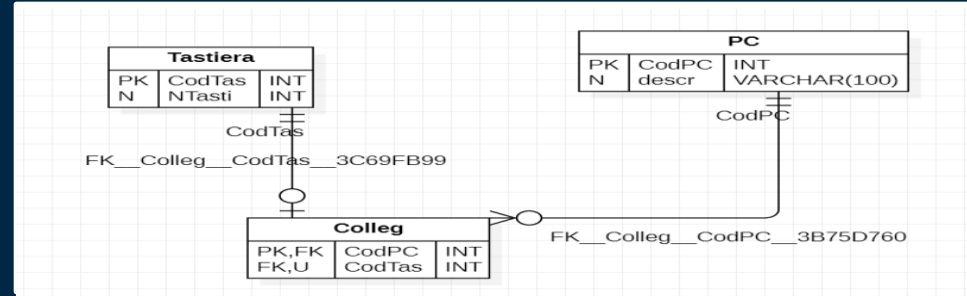 Tastiera
PK CodTas INT
N NTasti INT
PC
PK CodPC INT
N descr VARCHAR(100)
CodTas
CodPC
FK__Colleg__CodTas__3C69FB99
Colleg
PK,FK CodPC INT
FK,U CodTas INT
FK__Colleg__CodPC__3B75D760